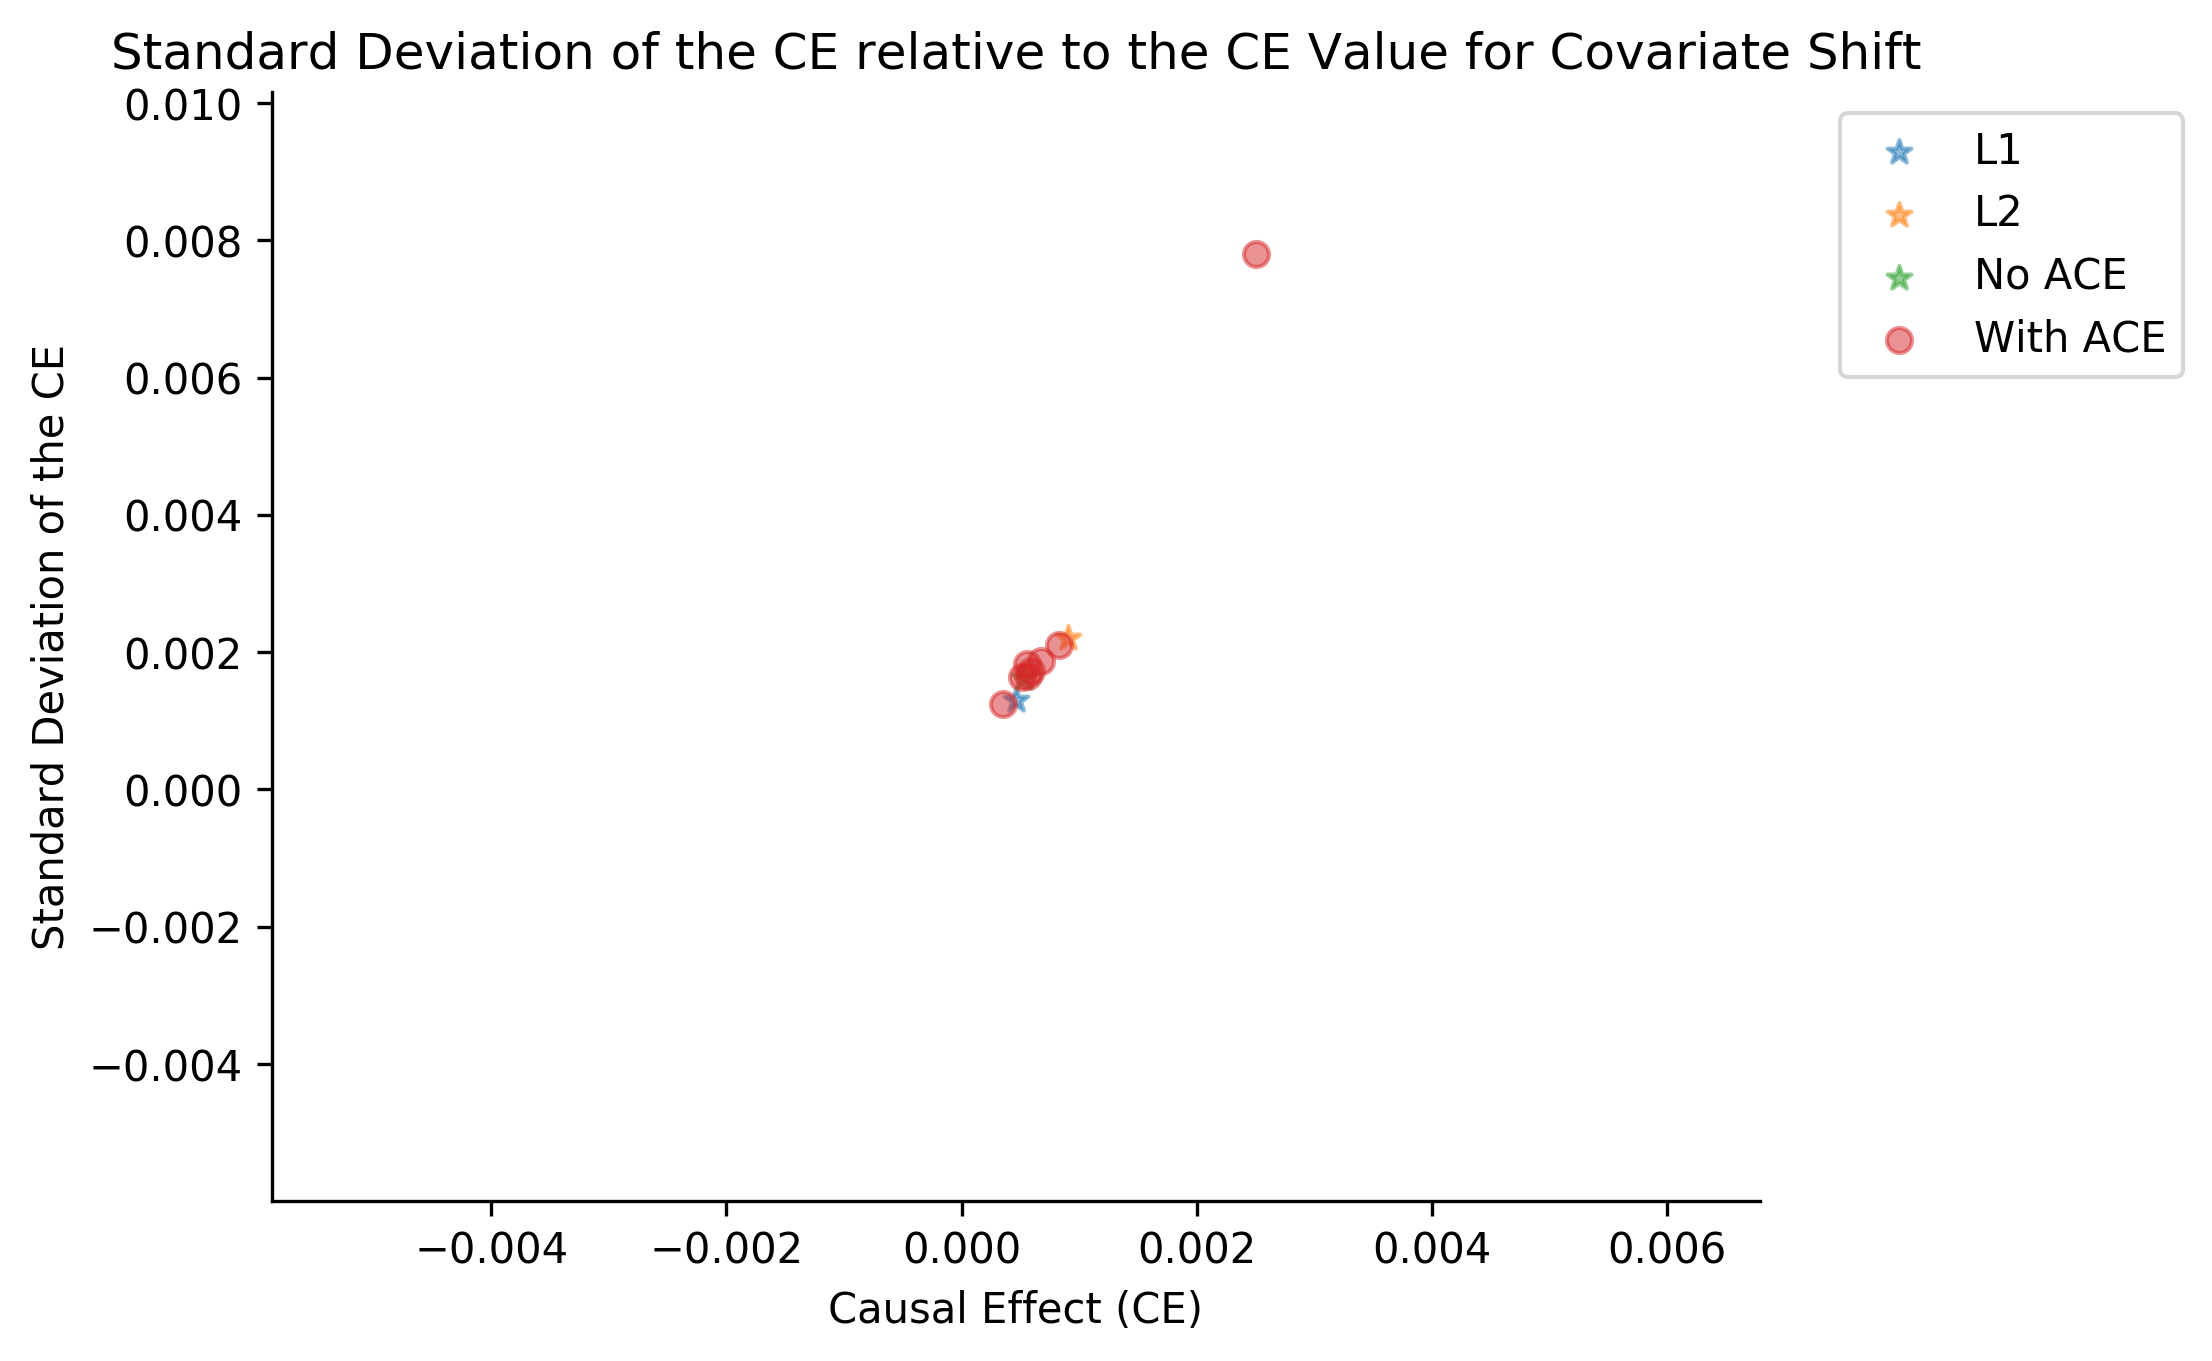 Standard Deviation of the CE relative to the CE Value for Covariate Shift
Standard Deviation of the CE
0.010
0.008
0.006
0.004
0.002
0.000
−0.002
−0.004
−0.004
−0.002
0.000
0.002
0.004
0.006
Causal Effect (CE)
L1
L2
No ACE
With ACE